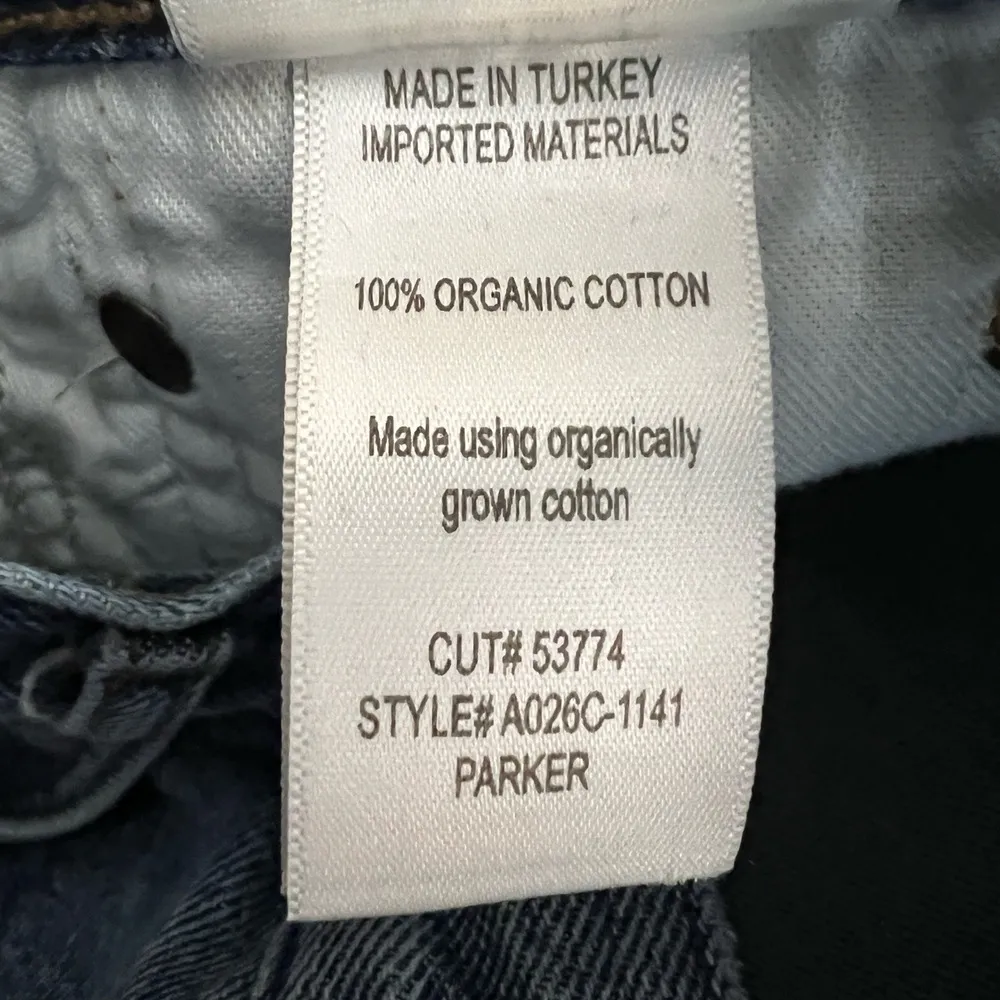 MADE IN TURKEY
IMPORTED MATERIALS
100% ORGANIC COTTON
Made using organically
grown cotton
CUT# 53774
STYLE# A026C-1141
PARKER